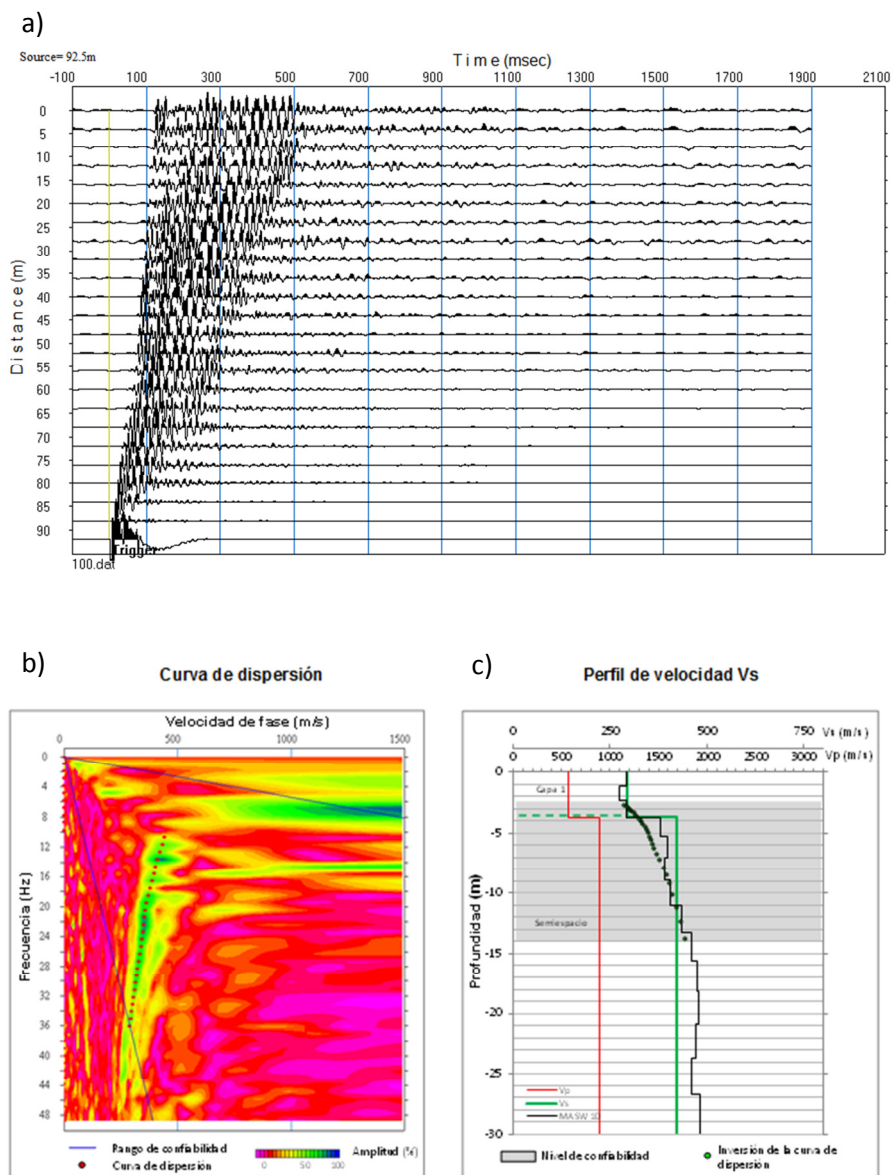 a)
Source= 92.5m
Time (msec)
-100 100 300 500 700 900 1100 1300 1500 1700 1900 2100
Distance (m)
0
5
10
15
20
24
28
35
40
44
50
55
60
65
70
75
80
85
90
Trigger
100.dat
b)
Curva de dispersión
Velocidad de fase (m/s)
0 500 1000 1500
Frecuencia (Hz)
0
4
8
12
16
20
24
28
32
36
40
44
48
Rango de confiabilidad
Curva de dispersión
Amplitud (%)
0 50 100
c)
Perfil de velocidad Vs
0 250 500 750 Vs (m/s)
0 500 1000 1500 2000 2500 3000 Vp (m/s)
Profundidad (m)
0
-5
-10
-15
-20
-25
-30
Capa 1
Semiespacio
Vp
Vs
MASW 1D
Nivel de confiabilidad
Inversión de la curva de
dispersión